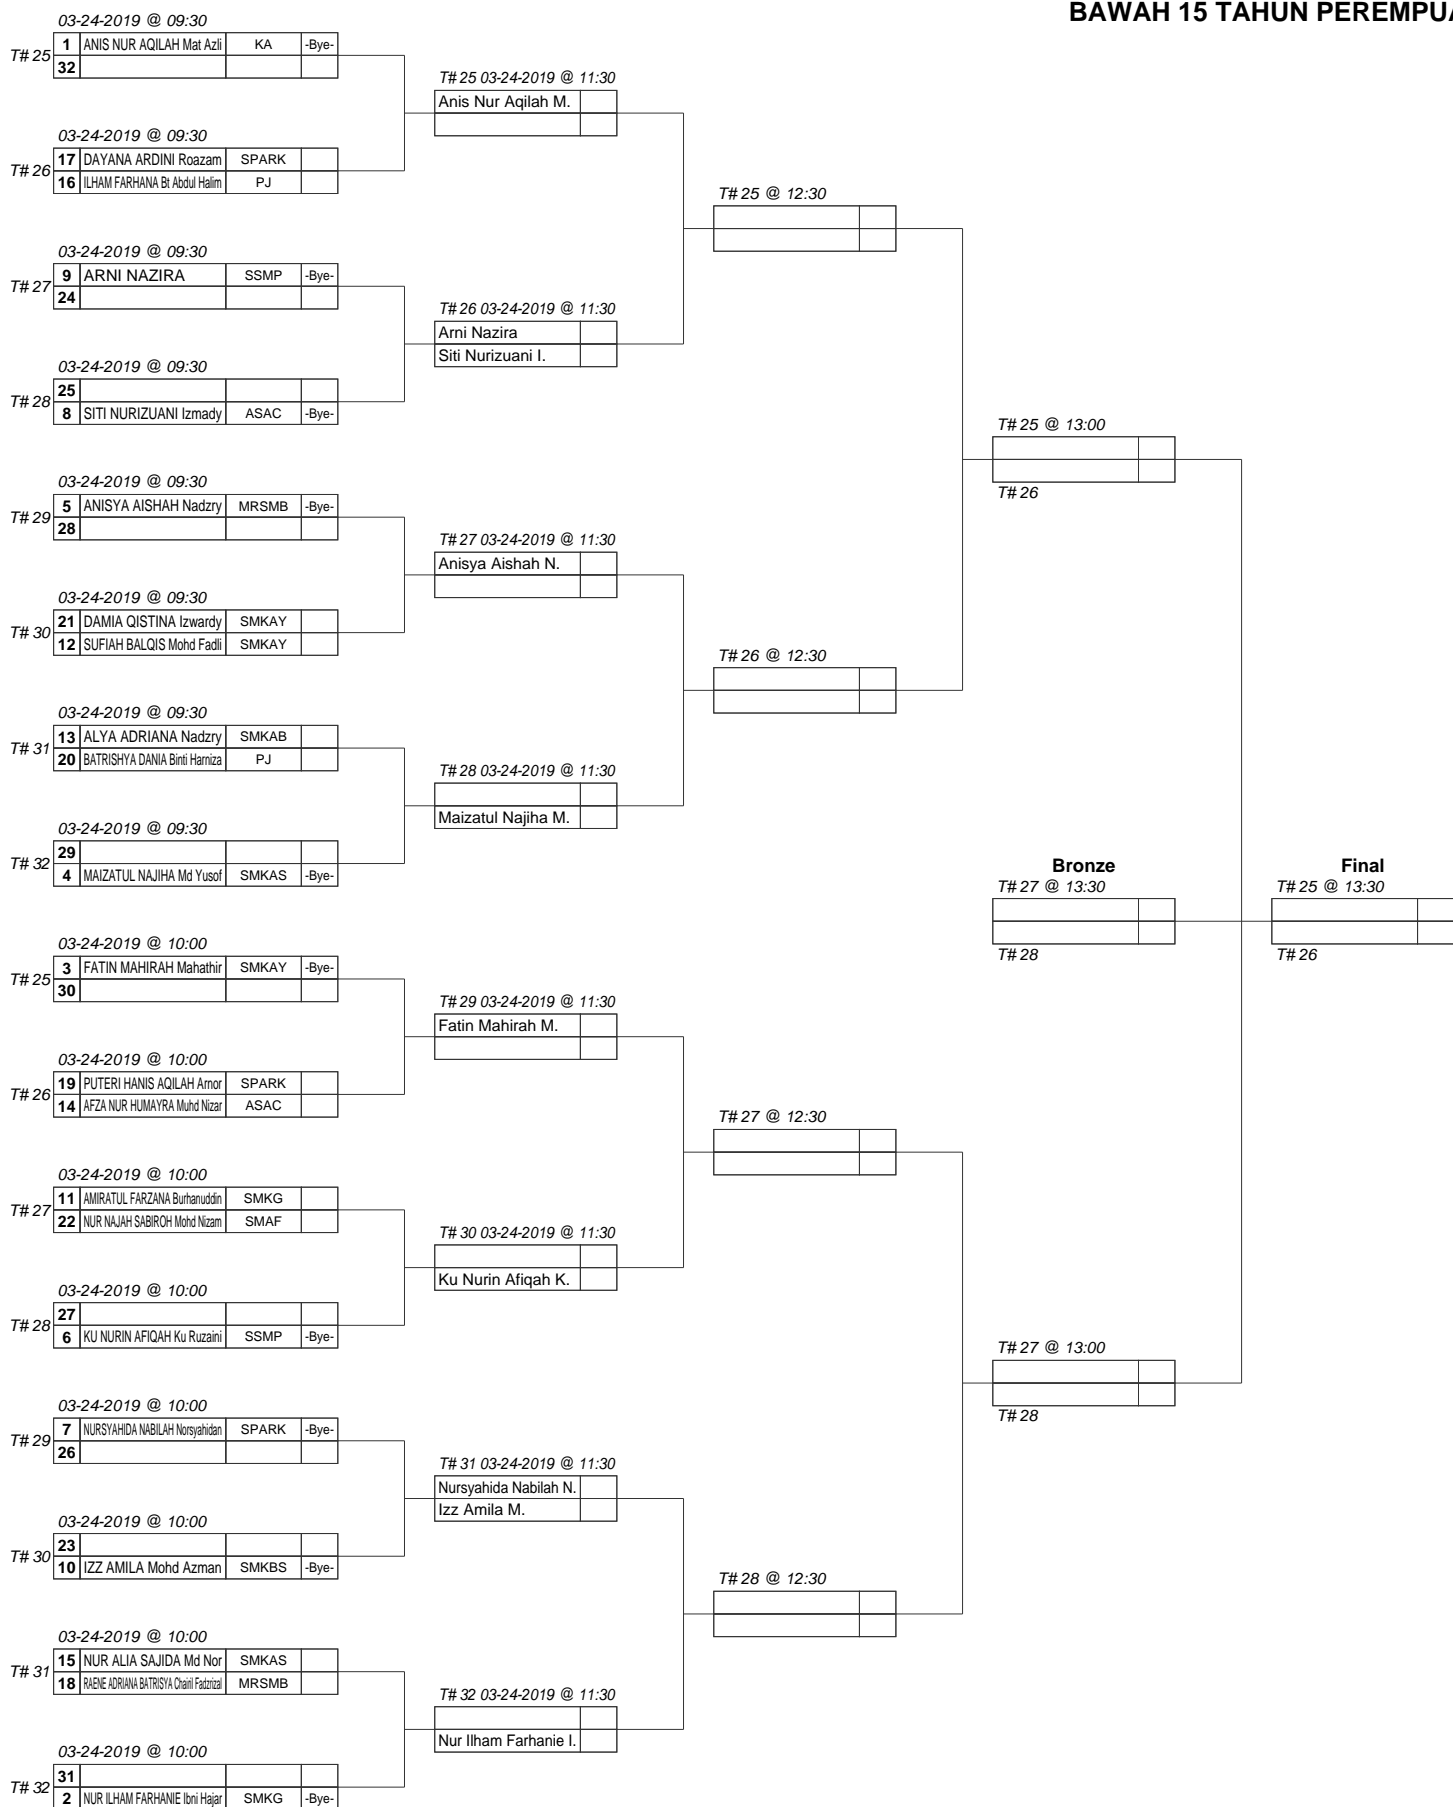 BAWAH 15 TAHUN PEREMPUA
03-24-2019 @ 09:30
T# 25
1 ANIS NUR AQILAH Mat Azli KA -Bye-
32
03-24-2019 @ 09:30
T# 26
17 DAYANA ARDINI Roazam SPARK
16 ILHAM FARHANA Bt Abdul Halim PJ
03-24-2019 @ 09:30
T# 27
9 ARNI NAZIRA SSMP -Bye-
24
03-24-2019 @ 09:30
T# 28
25
8 SITI NURIZUANI Izmady ASAC -Bye-
03-24-2019 @ 09:30
T# 29
5 ANISYA AISHAH Nadzry MRSMB -Bye-
28
03-24-2019 @ 09:30
T# 30
21 DAMIA QISTINA Izwardy SMKAY
12 SUFIAH BALQIS Mohd Fadli SMKAY
03-24-2019 @ 09:30
T# 31
13 ALYA ADRIANA Nadzry SMKAB
20 BATRISHYA DANIA Binti Harniza PJ
03-24-2019 @ 09:30
T# 32
29
4 MAIZATUL NAJIHA Md Yusof SMKAS -Bye-
03-24-2019 @ 10:00
T# 25
3 FATIN MAHIRAH Mahathir SMKAY -Bye-
30
03-24-2019 @ 10:00
T# 26
19 PUTERI HANIS AQILAH Arnor SPARK
14 AFZA NUR HUMAYRA Muhd Nizar ASAC
03-24-2019 @ 10:00
T# 27
11 AMIRATUL FARZANA Burhanuddin SMKG
22 NUR NAJAH SABIROH Mohd Nizam SMAF
03-24-2019 @ 10:00
T# 28
27
6 KU NURIN AFIQAH Ku Ruzaini SSMP -Bye-
03-24-2019 @ 10:00
T# 29
7 NURSYAHIDA NABILAH Norsyahidan SPARK -Bye-
26
03-24-2019 @ 10:00
T# 30
23
10 IZZ AMILA Mohd Azman SMKBS -Bye-
03-24-2019 @ 10:00
T# 31
15 NUR ALIA SAJIDA Md Nor SMKAS
18 RAENE ADRIANA BATRISYA Chairil Fadzrizal MRSMB
03-24-2019 @ 10:00
T# 32
31
2 NUR ILHAM FARHANIE Ibni Hajar SMKG -Bye-
T# 25 03-24-2019 @ 11:30
Anis Nur Aqilah M.
T# 26 03-24-2019 @ 11:30
Arni Nazira
Siti Nurizuani I.
T# 27 03-24-2019 @ 11:30
Anisya Aishah N.
T# 28 03-24-2019 @ 11:30
Maizatul Najiha M.
T# 29 03-24-2019 @ 11:30
Fatin Mahirah M.
T# 30 03-24-2019 @ 11:30
Ku Nurin Afiqah K.
T# 31 03-24-2019 @ 11:30
Nursyahida Nabilah N.
Izz Amila M.
T# 32 03-24-2019 @ 11:30
Nur Ilham Farhanie I.
T# 25 @ 12:30
T# 26 @ 12:30
T# 27 @ 12:30
T# 28 @ 12:30
T# 25 @ 13:00
T# 26
Bronze
T# 27 @ 13:30
T# 28
T# 27 @ 13:00
T# 28
Final
T# 25 @ 13:30
T# 26